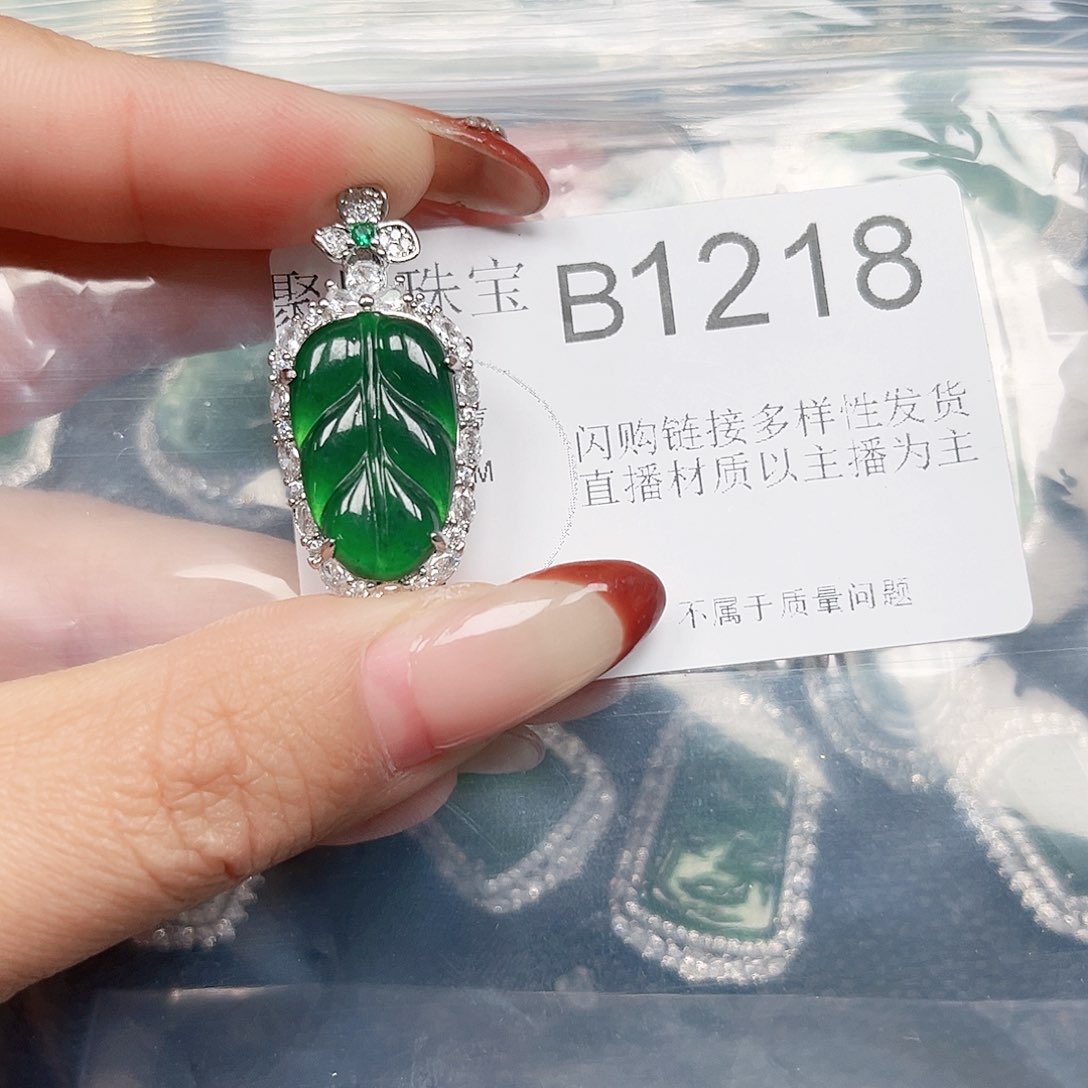 聚 珠宝 B1218
闪购链接多样性发货
直播材质以主播为主
M
不属于质量问题